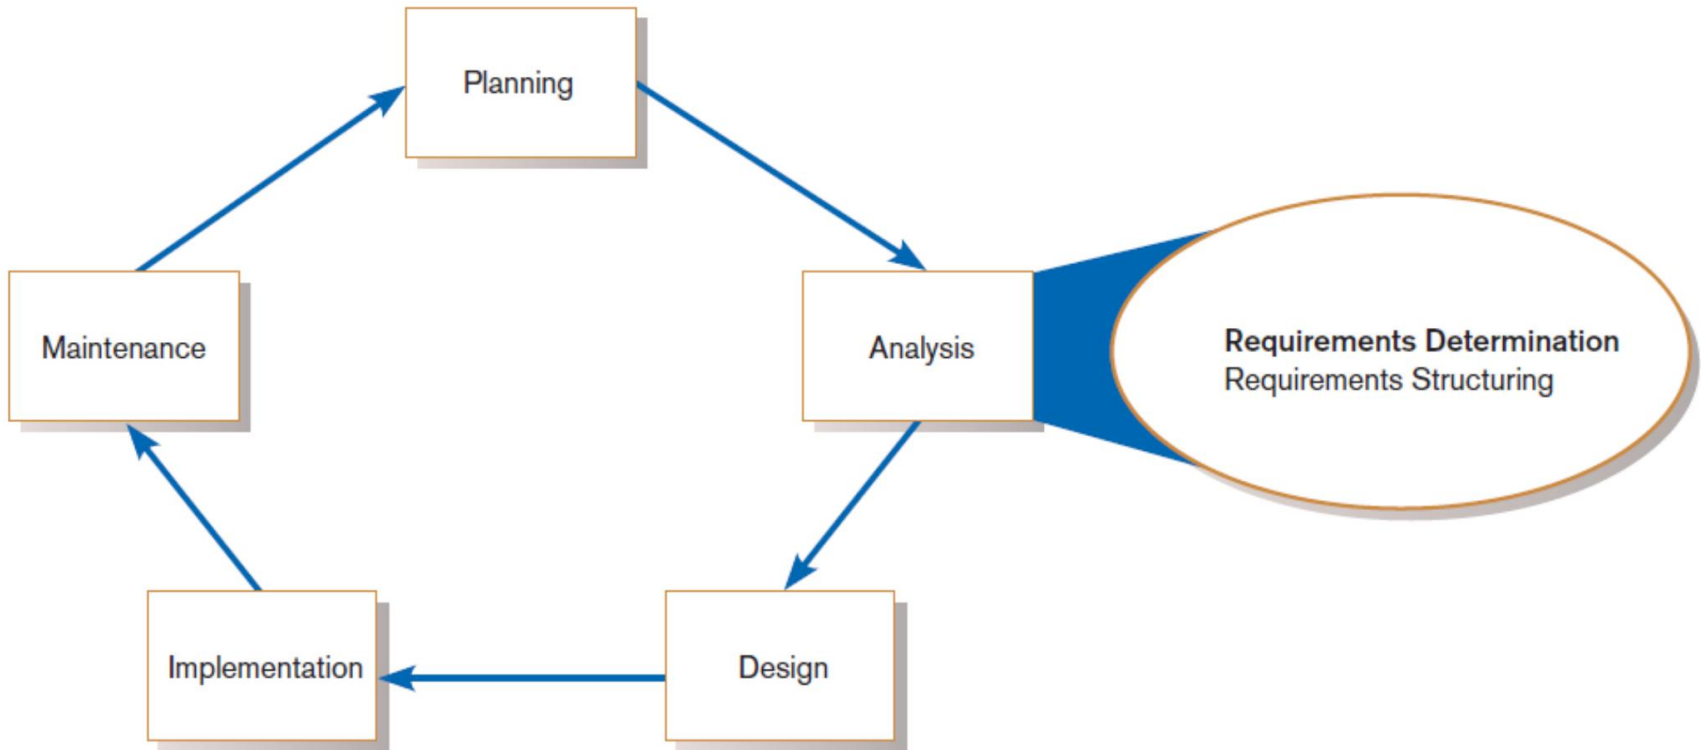 Planning
Maintenance
Analysis
Requirements Determination
Requirements Structuring
Implementation
Design